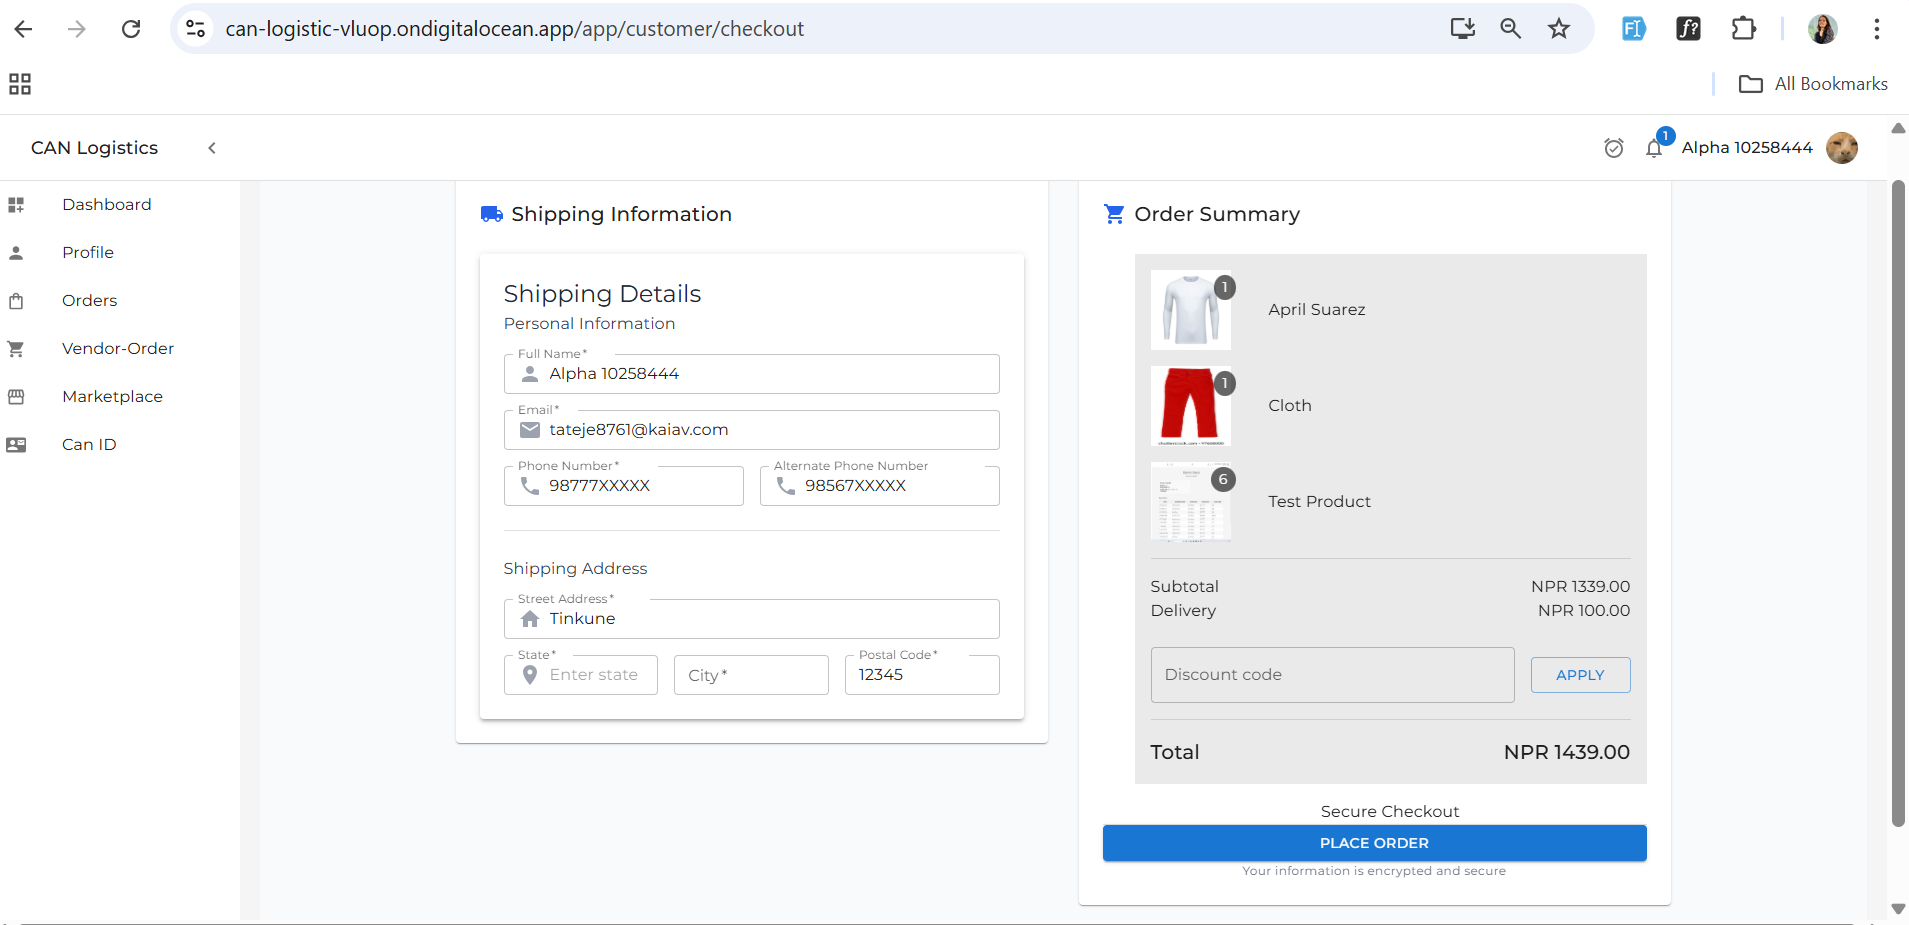 can-logistic-vluop.ondigitalocean.app/app/customer/checkout
All Bookmarks
CAN Logistics
1
Alpha 10258444
Dashboard
Profile
Orders
Vendor-Order
Marketplace
Can ID
Shipping Information
Shipping Details
Personal Information
Full Name*
Alpha 10258444
Email*
tateje8761@kaiav.com
Phone Number*
98777XXXXX
Alternate Phone Number
98567XXXXX
Shipping Address
Street Address*
Tinkune
State*
Enter state
City*
Postal Code*
12345
Order Summary
1
April Suarez
1
Cloth
6
Test Product
Subtotal NPR 1339.00
Delivery NPR 100.00
Discount code
APPLY
Total NPR 1439.00
Secure Checkout
PLACE ORDER
Your information is encrypted and secure